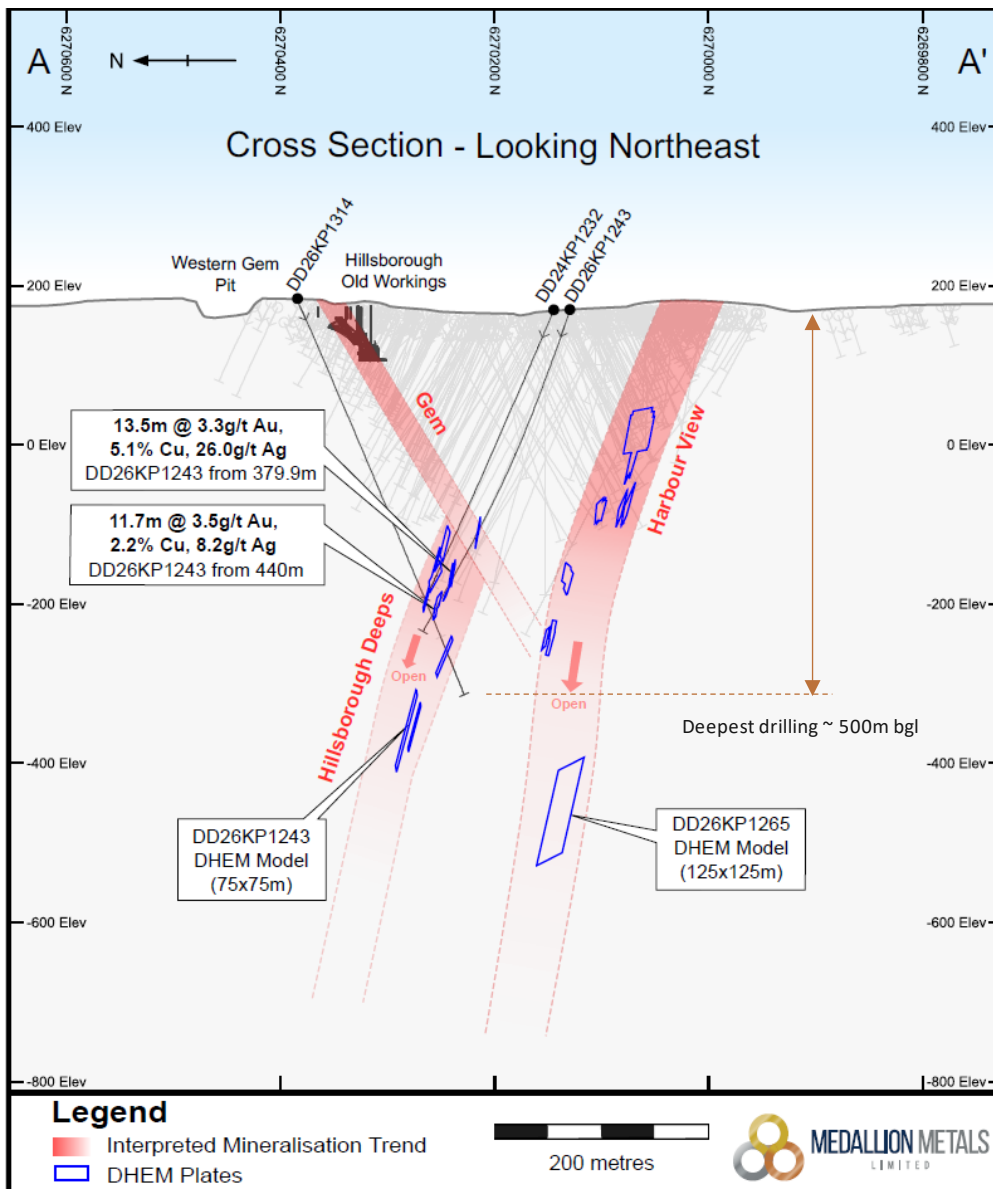 6270600 N
6270400 N
6270200 N
6270000 N
6269800 N
A
N
A'
400 Elev
400 Elev
Cross Section - Looking Northeast
DD26KP1314
DD24KP1232
DD26KP1243
Western Gem
Pit
Hillsborough
Old Workings
200 Elev
200 Elev
Gem
Harbour View
13.5m @ 3.3g/t Au,
5.1% Cu, 26.0g/t Ag
DD26KP1243 from 379.9m
0 Elev
0 Elev
11.7m @ 3.5g/t Au,
2.2% Cu, 8.2g/t Ag
DD26KP1243 from 440m
-200 Elev
-200 Elev
Hillsborough Deeps
Open
Open
Deepest drilling ~ 500m bgl
-400 Elev
-400 Elev
DD26KP1243
DHEM Model
(75x75m)
DD26KP1265
DHEM Model
(125x125m)
-600 Elev
-600 Elev
-800 Elev
-800 Elev
Legend
Interpreted Mineralisation Trend
DHEM Plates
200 metres
MEDALLION METALS
LIMITED